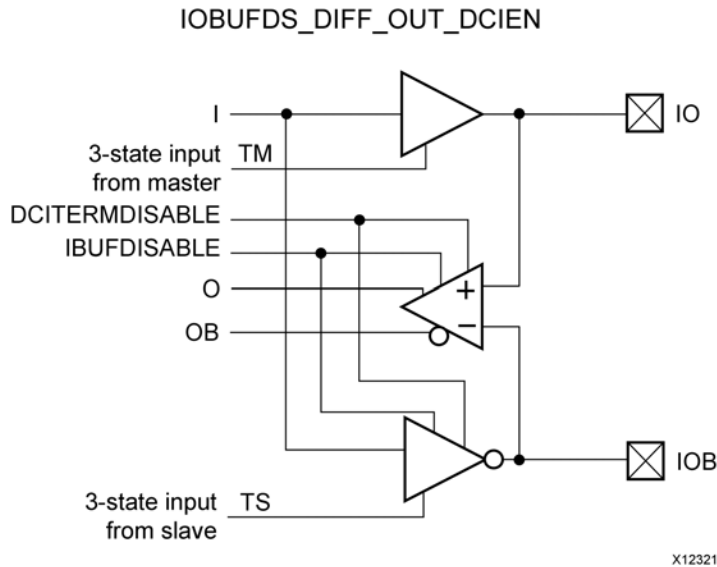 IOBUFDS_DIFF_OUT_DCIEN
I
IO
3-state input TM
from master
DCITERMDISABLE
IBUFDISABLE
O
+
−
OB
IOB
3-state input TS
from slave
X12321